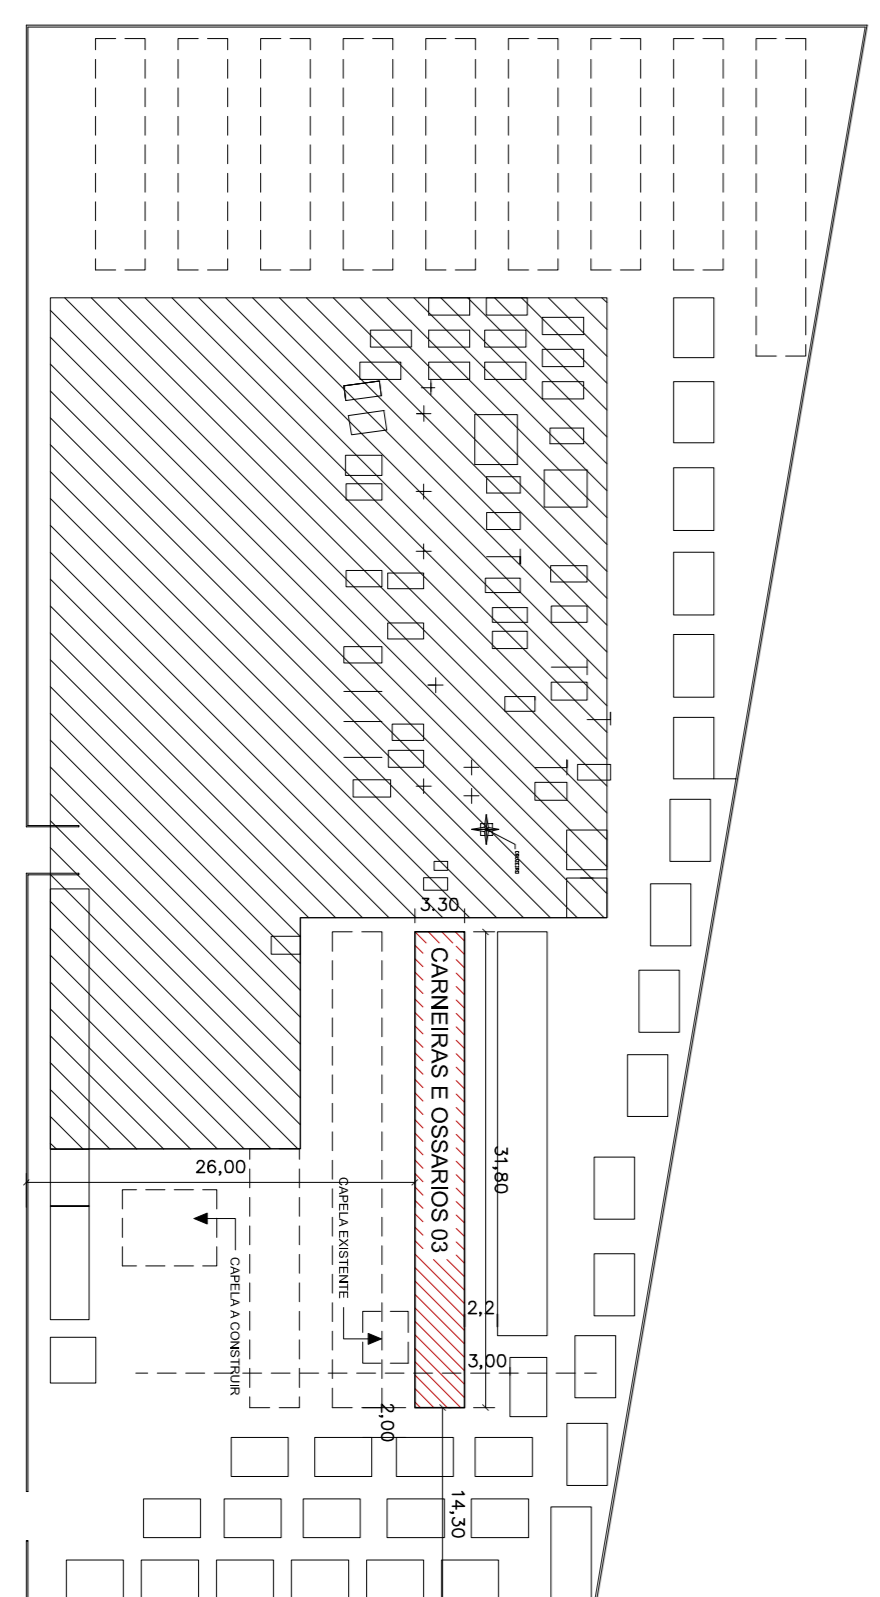 3.30
CARNEIRAS E OSSARIOS 03
31,80
26,00
CAPELA EXISTENTE
CAPELA A CONSTRUIR
2,2
3,00
2,00
14,30